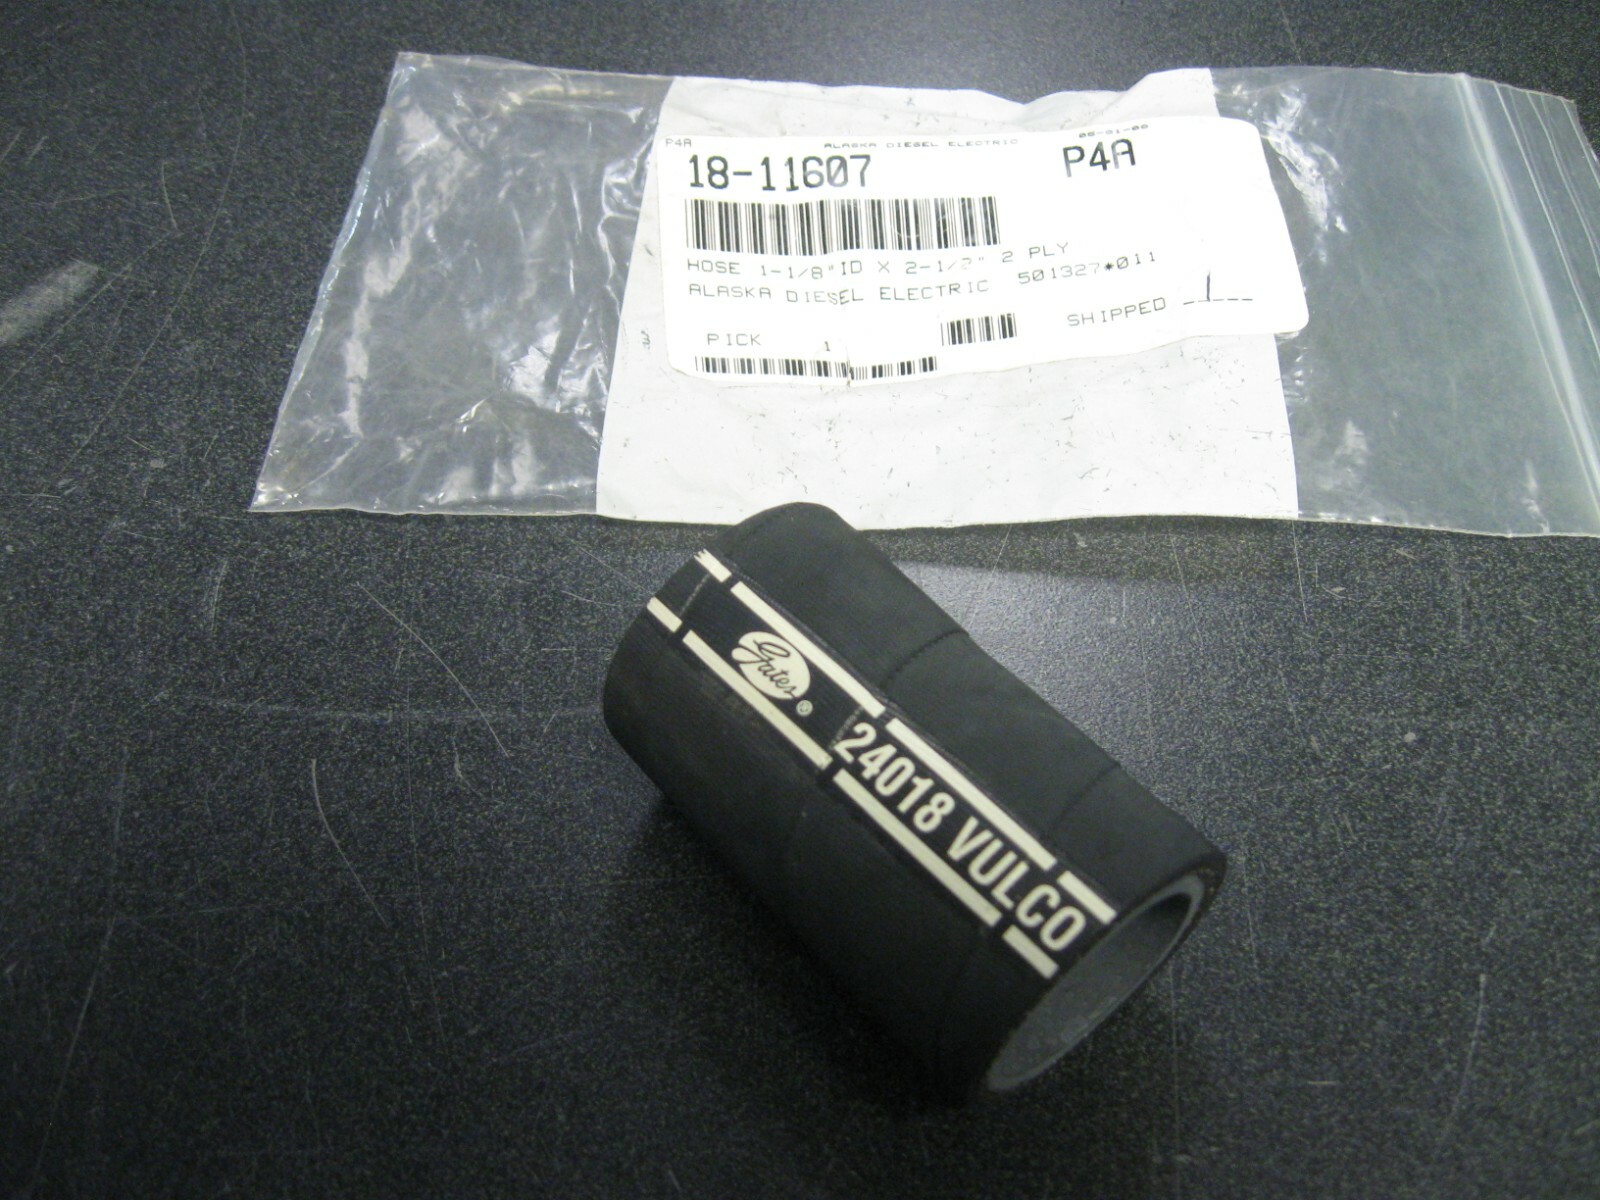 P4A ALASKA DIESEL ELECTRIC
18-11607 P4A
HOSE 1-1/8"ID X 2-1/2" 2 PLY
ALASKA DIESEL ELECTRIC 501327*011
PICK 1 SHIPPED 1
Gates®
24018 VULCO